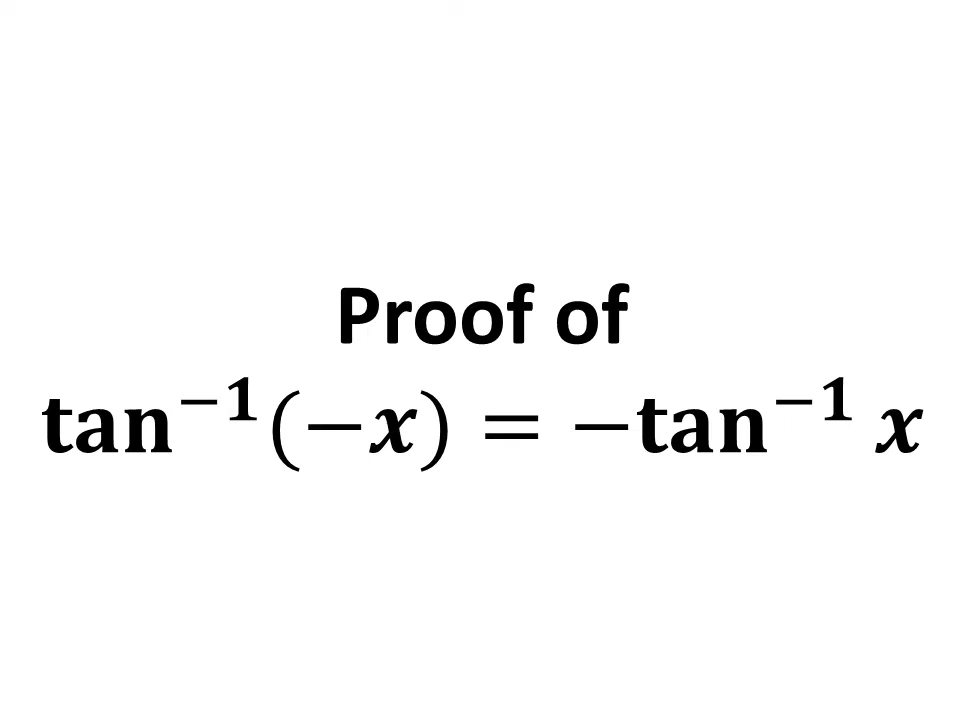 Proof of
tan⁻¹(−x) = −tan⁻¹ x